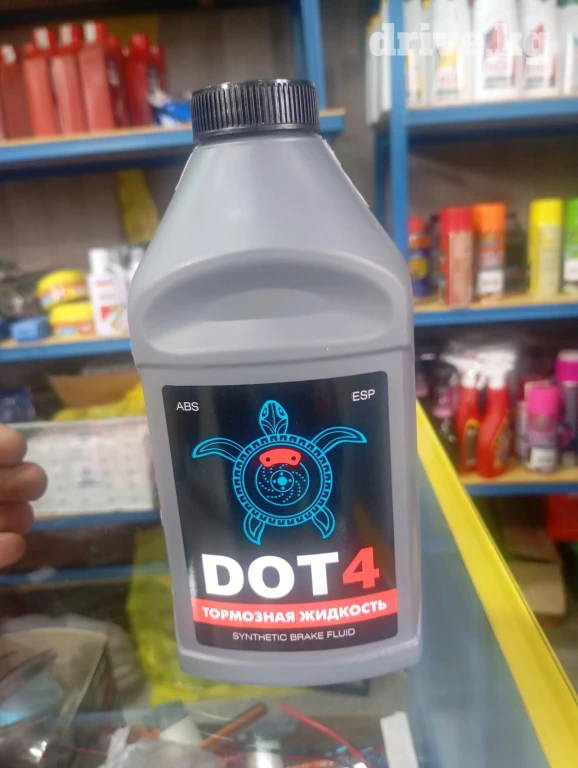 drive.kg
ABS
ESP
DOT4
ТОРМОЗНАЯ ЖИДКОСТЬ
SYNTHETIC BRAKE FLUID